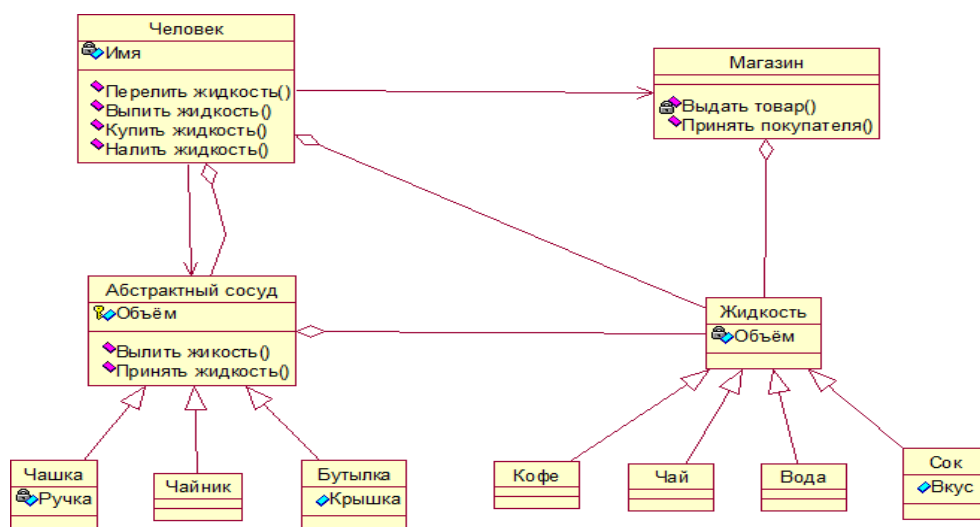 Человек
Имя
Перелить жидкость()
Выпить жидкость()
Купить жидкость()
Налить жидкость()
Магазин
Выдать товар()
Принять покупателя()
Абстрактный сосуд
Объём
Вылить жикость()
Принять жидкость()
Жидкость
Объём
Чашка
Ручка
Чайник
Бутылка
Крышка
Кофе
Чай
Вода
Сок
Вкус